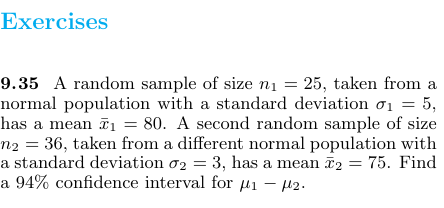 Exercises
9.35 A random sample of size n₁ = 25, taken from a
normal population with a standard deviation σ₁ = 5,
has a mean x̄₁ = 80. A second random sample of size
n₂ = 36, taken from a different normal population with
a standard deviation σ₂ = 3, has a mean x̄₂ = 75. Find
a 94% confidence interval for μ₁ − μ₂.